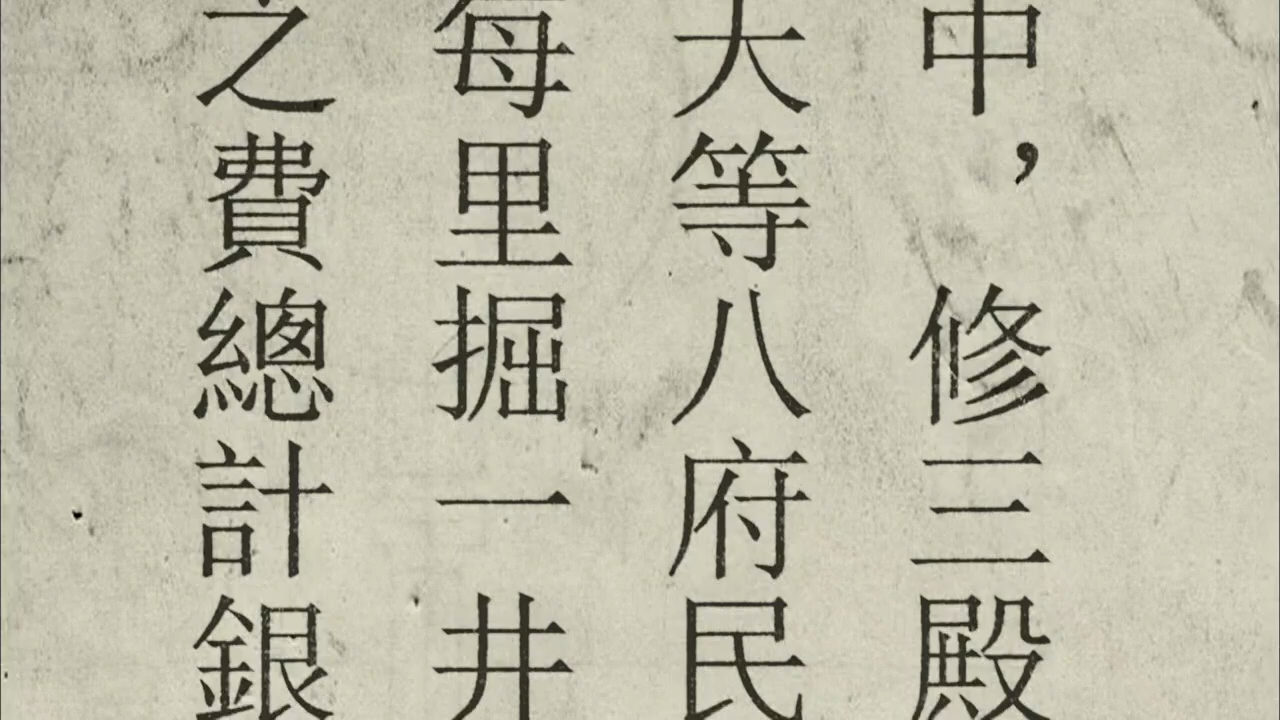 中，修三殿
大等八府民
每里掘一井
之費總計銀